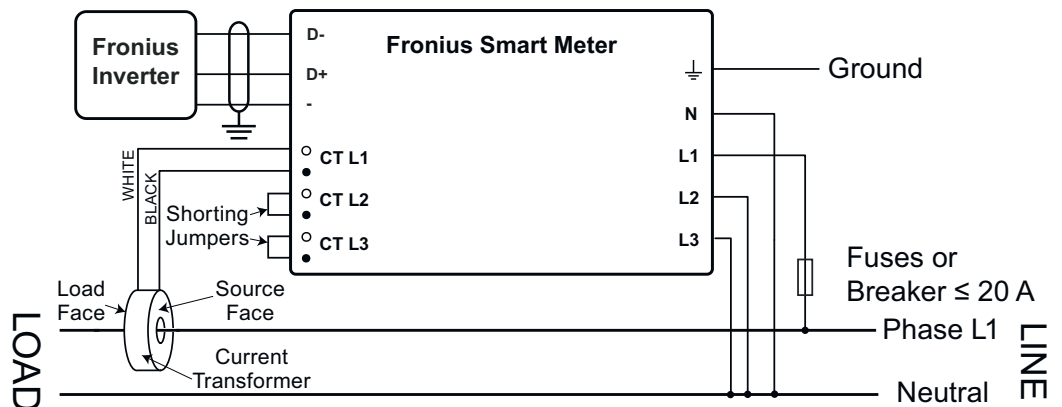 Fronius
Inverter
D-
D+
-
Fronius Smart Meter
Ground
N
L1
L2
L3
CT L1
CT L2
CT L3
WHITE
BLACK
Shorting
Jumpers
Load
Face
Source
Face
Current
Transformer
Fuses or
Breaker ≤ 20 A
Phase L1
Neutral
LOAD
LINE